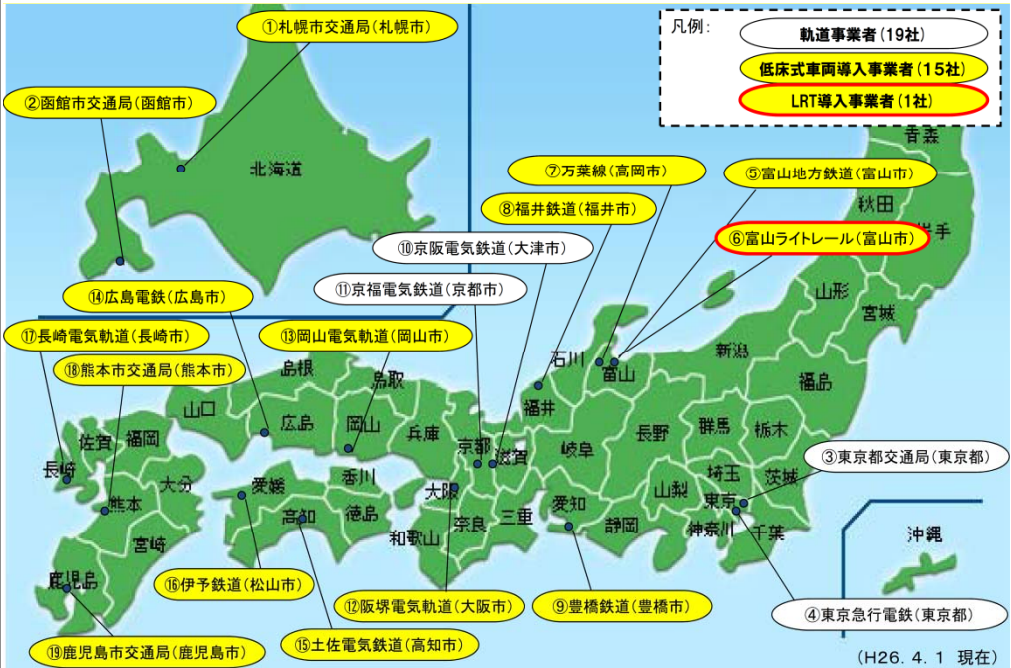 ①札幌市交通局(札幌市)
凡例:
軌道事業者(19社)
低床式車両導入事業者(15社)
LRT導入事業者(1社)
②函館市交通局(函館市)
北海道
青森
⑦万葉線(高岡市)
⑤富山地方鉄道(富山市)
秋田
⑧福井鉄道(福井市)
岩手
⑥富山ライトレール(富山市)
⑩京阪電気鉄道(大津市)
⑪京福電気鉄道(京都市)
⑭広島電鉄(広島市)
山形
宮城
⑰長崎電気軌道(長崎市)
⑬岡山電気軌道(岡山市)
新潟
石川
富山
島根
鳥取
福島
⑱熊本市交通局(熊本市)
福井
山口
広島
岡山
兵庫
京都
滋賀
岐阜
長野
群馬
栃木
佐賀
福岡
③東京都交通局(東京都)
長崎
大分
愛媛
香川
大阪
埼玉
茨城
東京
山梨
熊本
高知
徳島
奈良
三重
愛知
静岡
神奈川
千葉
和歌山
宮崎
沖縄
鹿児島
⑯伊予鉄道(松山市)
⑫阪堺電気軌道(大阪市)
⑨豊橋鉄道(豊橋市)
④東京急行電鉄(東京都)
⑮土佐電気鉄道(高知市)
⑲鹿児島市交通局(鹿児島市)
(H26.4.1 現在)